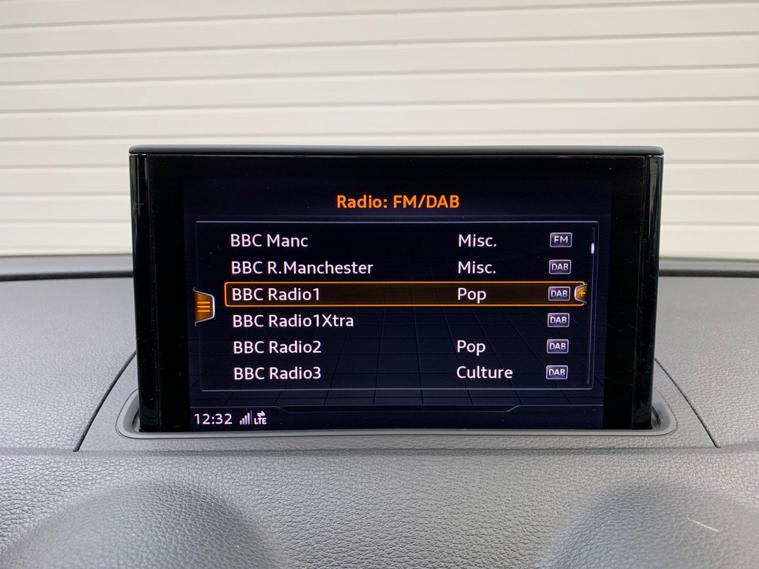 Radio: FM/DAB
BBC Manc Misc. FM
BBC R.Manchester Misc. DAB
BBC Radio1 Pop DAB
BBC Radio1Xtra DAB
BBC Radio2 Pop DAB
BBC Radio3 Culture DAB
12:32 LTE